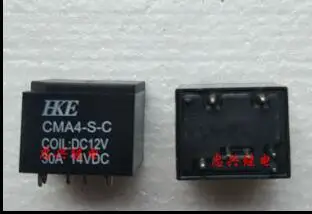 HKE
CMA4-S-C
COIL:DC12V
30A 14VDC